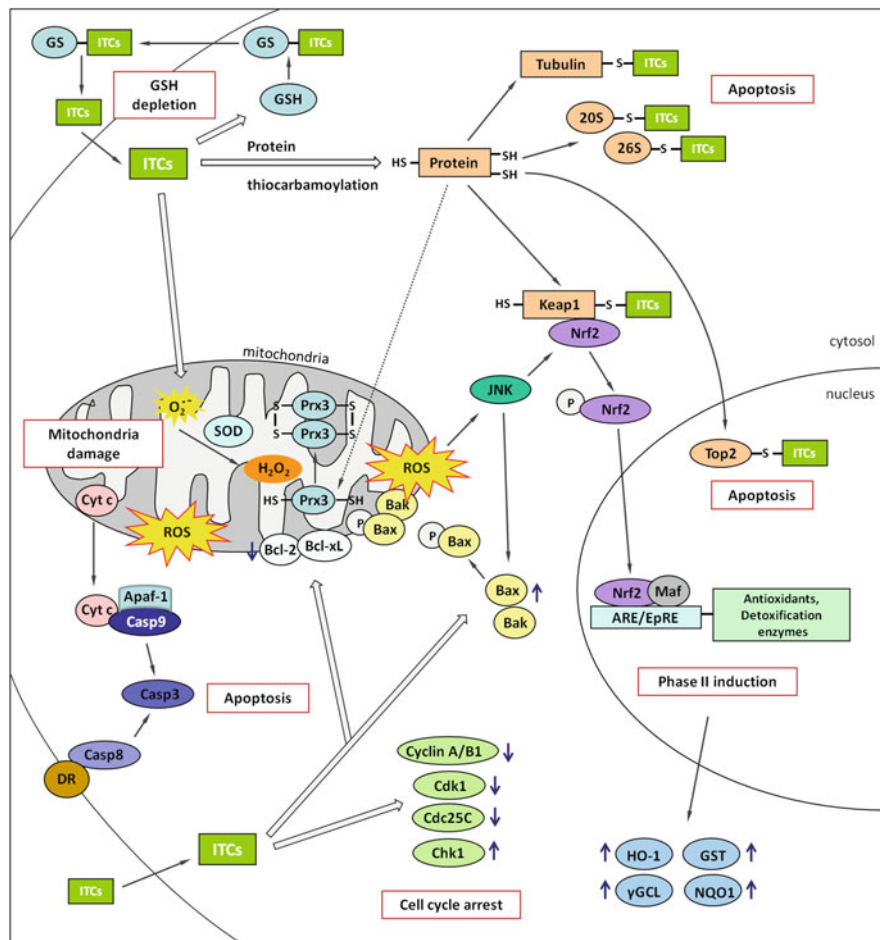 GS
ITCs
GS
ITCs
GSH
depletion
GSH
ITCs
ITCs
Protein
thiocarbamoylation
HS
Protein
SH
SH
Tubulin
S
ITCs
20S
S
ITCs
26S
S
ITCs
Apoptosis
HS
Keap1
S
ITCs
Nrf2
cytosol
nucleus
mitochondria
O₂·⁻
SOD
S
Prx3
S
S
Prx3
S
JNK
P
Nrf2
Mitochondria
damage
H₂O₂
ROS
Top2
S
ITCs
Apoptosis
Cyt c
HS
Prx3
SH
ROS
Bak
P
Bax
Bcl-2
Bcl-xL
P
Bax
Cyt c
Apaf-1
Casp9
Bax
Bak
Nrf2
Maf
ARE/EpRE
Antioxidants,
Detoxification
enzymes
Casp3
Apoptosis
Phase II induction
Casp8
DR
Cyclin A/B1
Cdk1
Cdc25C
Chk1
ITCs
ITCs
Cell cycle arrest
HO-1
GST
γGCL
NQO1